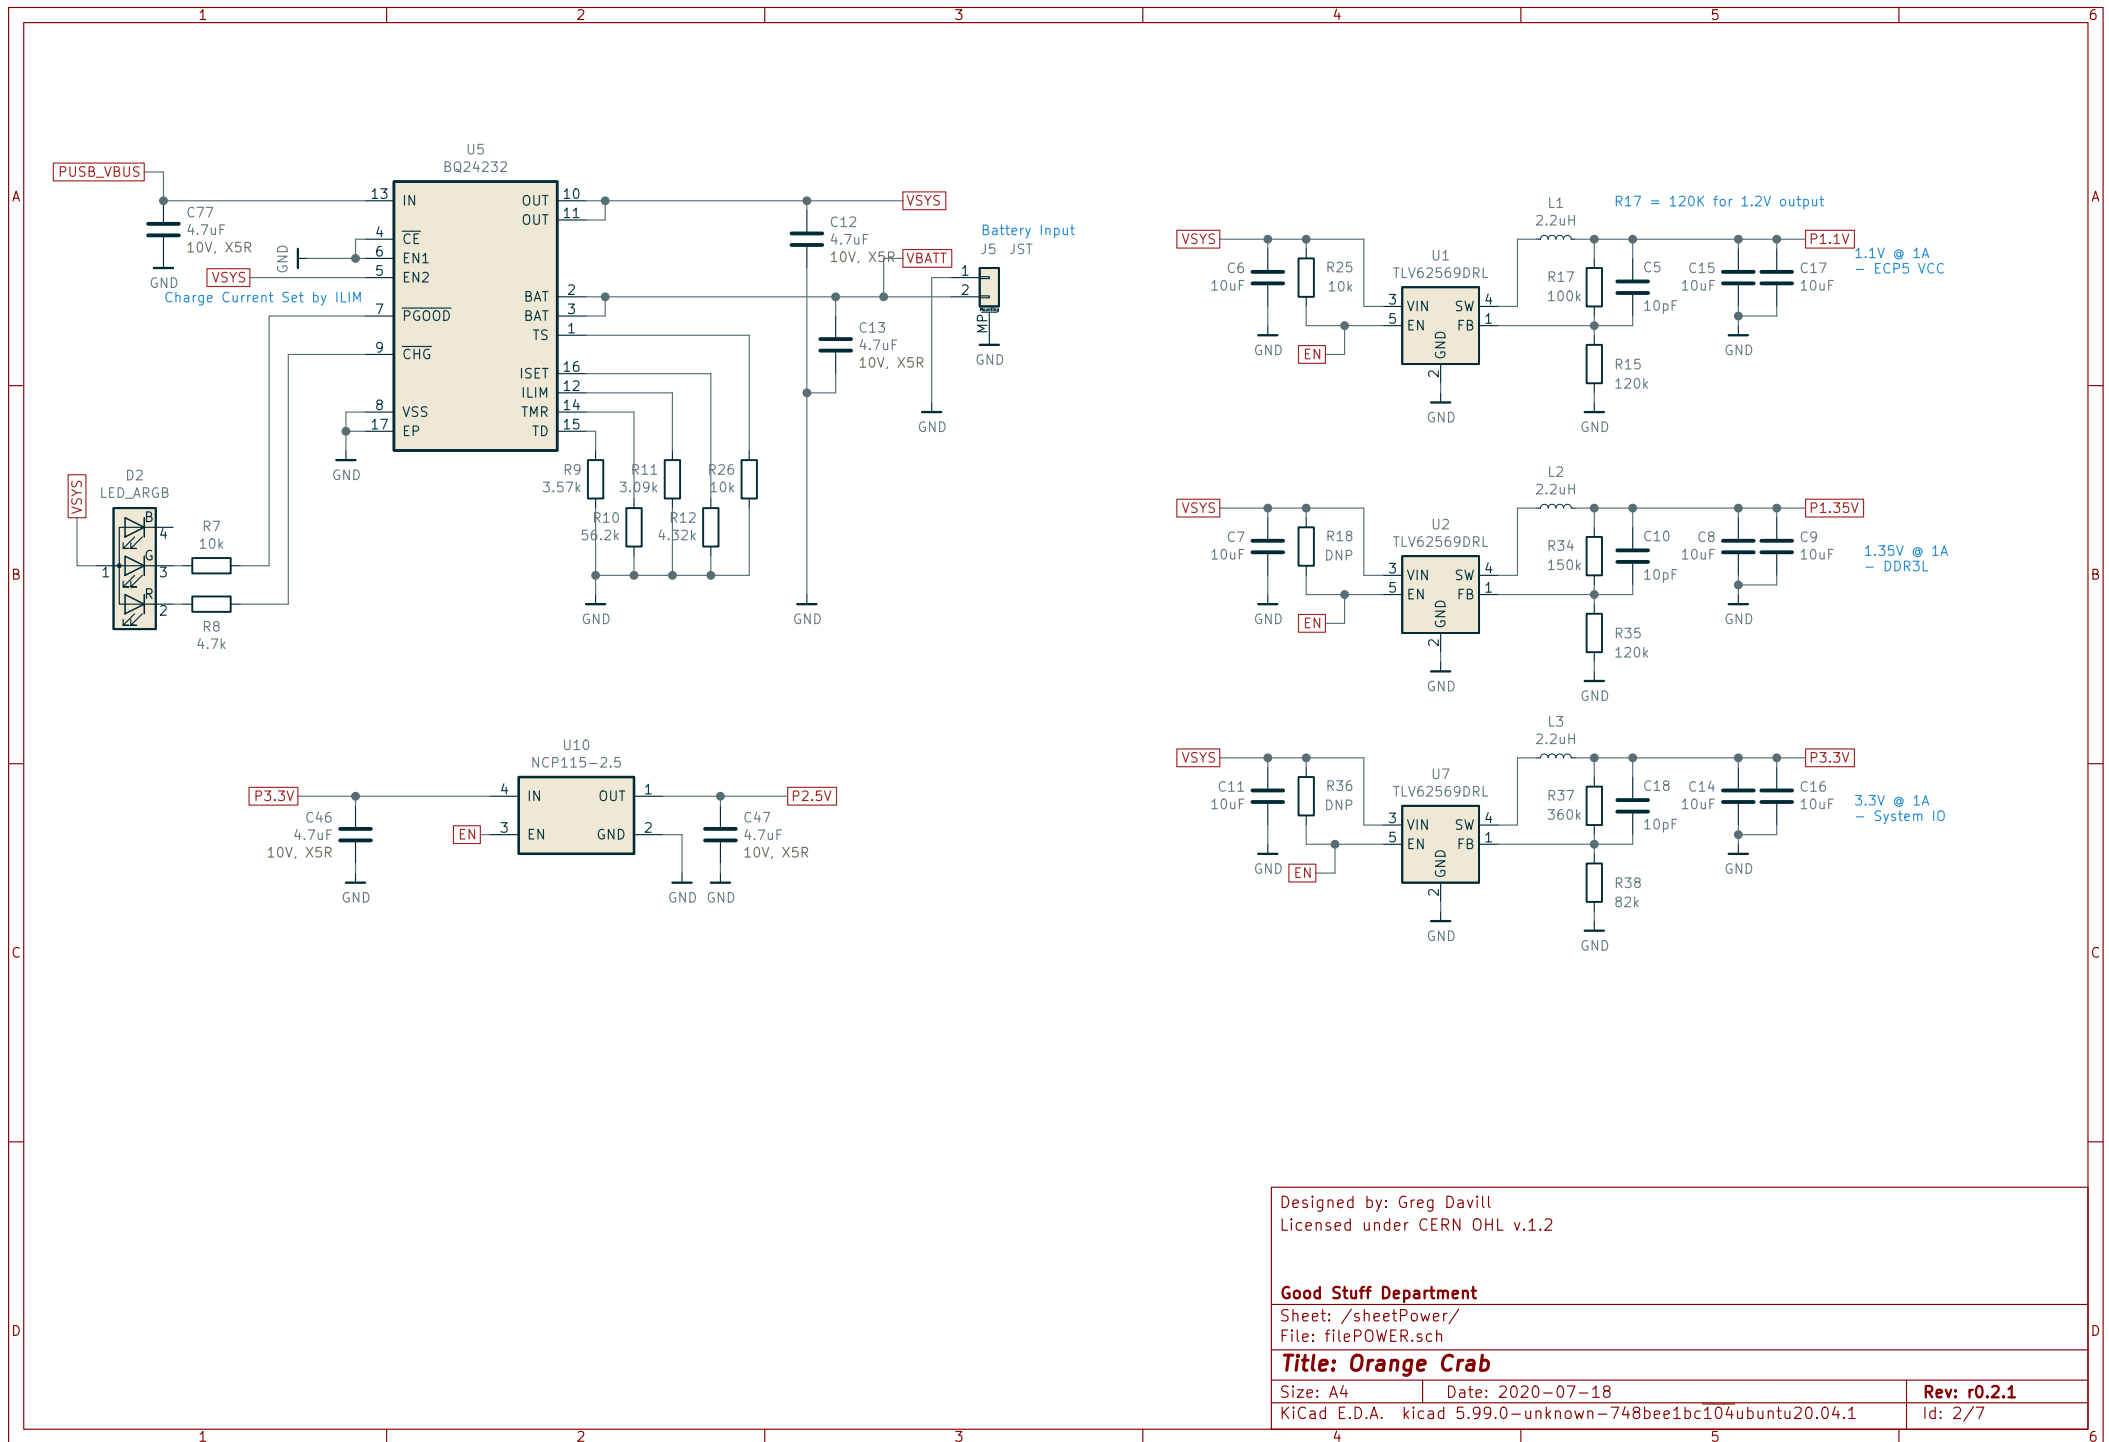 1 2 3 4 5 6
A
B
C
D
A
B
C
D
PUSB_VBUS
C77
4.7uF
10V, X5R
GND
GND
VSYS
Charge Current Set by ILIM
U5
BQ24232
13 IN
4 CE
6 EN1
5 EN2
7 PGOOD
9 CHG
8 VSS
17 EP
OUT 10
OUT 11
BAT 2
BAT 3
TS 1
ISET 16
ILIM 12
TMR 14
TD 15
GND
VSYS
C12
4.7uF
10V, X5R
VBATT
C13
4.7uF
10V, X5R
Battery Input
J5 JST
1
2
MP
GND
GND
VSYS
D2
LED_ARGB
B
4
G
1
3
R
2
R7
10k
R8
4.7k
R9
3.57k
R11
3.09k
R26
10k
R10
56.2k
R12
4.32k
GND
GND
P3.3V
C46
4.7uF
10V, X5R
GND
EN
U10
NCP115-2.5
4 IN
3 EN
OUT 1
GND 2
P2.5V
C47
4.7uF
10V, X5R
GND GND
R17 = 120K for 1.2V output
VSYS
C6
10uF
GND
R25
10k
EN
U1
TLV62569DRL
3 VIN
5 EN
SW 4
FB 1
GND
2
GND
L1
2.2uH
R17
100k
C5
10pF
R15
120k
GND
C15
10uF
C17
10uF
GND
P1.1V
1.1V @ 1A
- ECP5 VCC
VSYS
C7
10uF
GND
R18
DNP
EN
U2
TLV62569DRL
3 VIN
5 EN
SW 4
FB 1
GND
2
GND
L2
2.2uH
R34
150k
C10
10pF
R35
120k
GND
C8
10uF
C9
10uF
GND
P1.35V
1.35V @ 1A
- DDR3L
VSYS
C11
10uF
GND
R36
DNP
EN
U7
TLV62569DRL
3 VIN
5 EN
SW 4
FB 1
GND
2
GND
L3
2.2uH
R37
360k
C18
10pF
R38
82k
GND
C14
10uF
C16
10uF
GND
P3.3V
3.3V @ 1A
- System IO
Designed by: Greg Davill
Licensed under CERN OHL v.1.2
Good Stuff Department
Sheet: /sheetPower/
File: filePOWER.sch
Title: Orange Crab
Size: A4 Date: 2020-07-18 Rev: r0.2.1
KiCad E.D.A. kicad 5.99.0-unknown-748bee1bc104ubuntu20.04.1 Id: 2/7
1 2 3 4 5 6